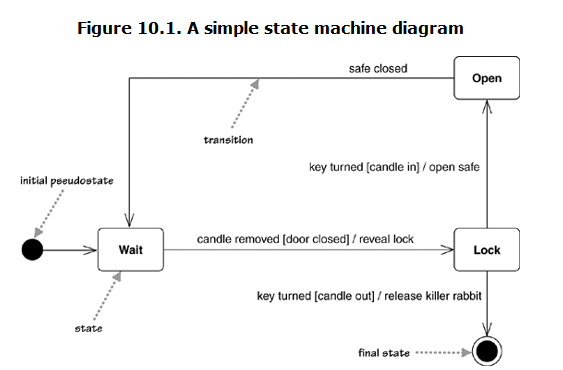 Figure 10.1. A simple state machine diagram
safe closed
Open
transition
key turned [candle in] / open safe
initial pseudostate
candle removed [door closed] / reveal lock
Wait
Lock
key turned [candle out] / release killer rabbit
state
final state